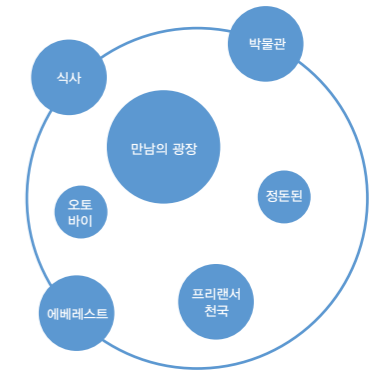 박물관
식사
만남의 광장
정돈된
오토
바이
프리랜서
천국
에베레스트